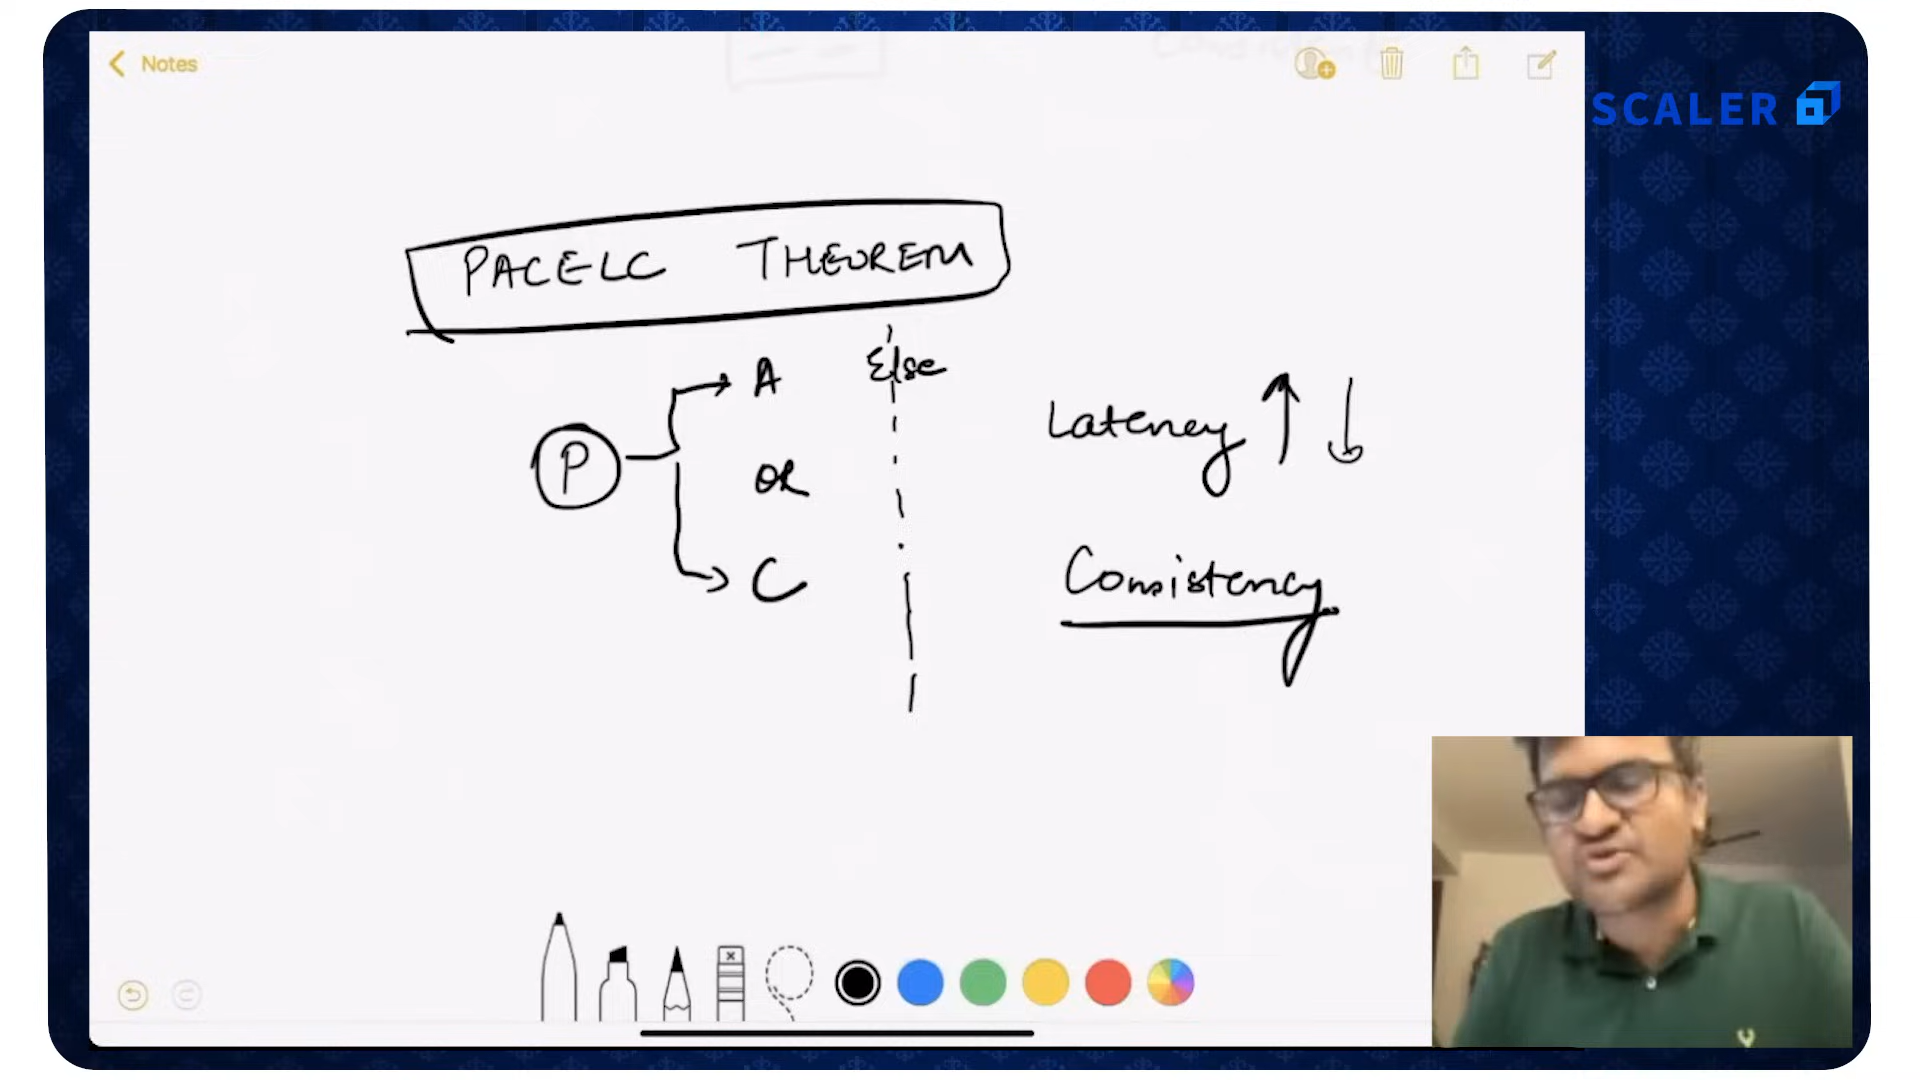 Notes
SCALER
PACELC THEOREM
A
Else
Latency
P
OR
Consistency
C